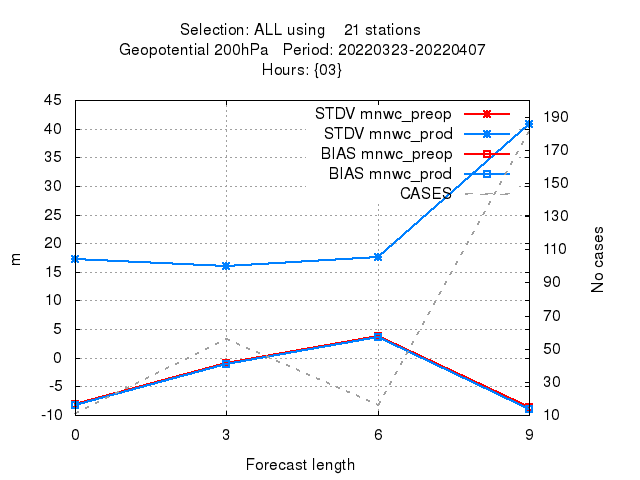 Selection: ALL using 21 stations
Geopotential 200hPa Period: 20220323-20220407
Hours: {03}
45
40
35
30
25
20
15
10
5
0
-5
-10
m
STDV mnwc_preop
STDV mnwc_prod
BIAS mnwc_preop
BIAS mnwc_prod
CASES
190
170
150
130
110
90
70
50
30
10
No cases
0 3 6 9
Forecast length